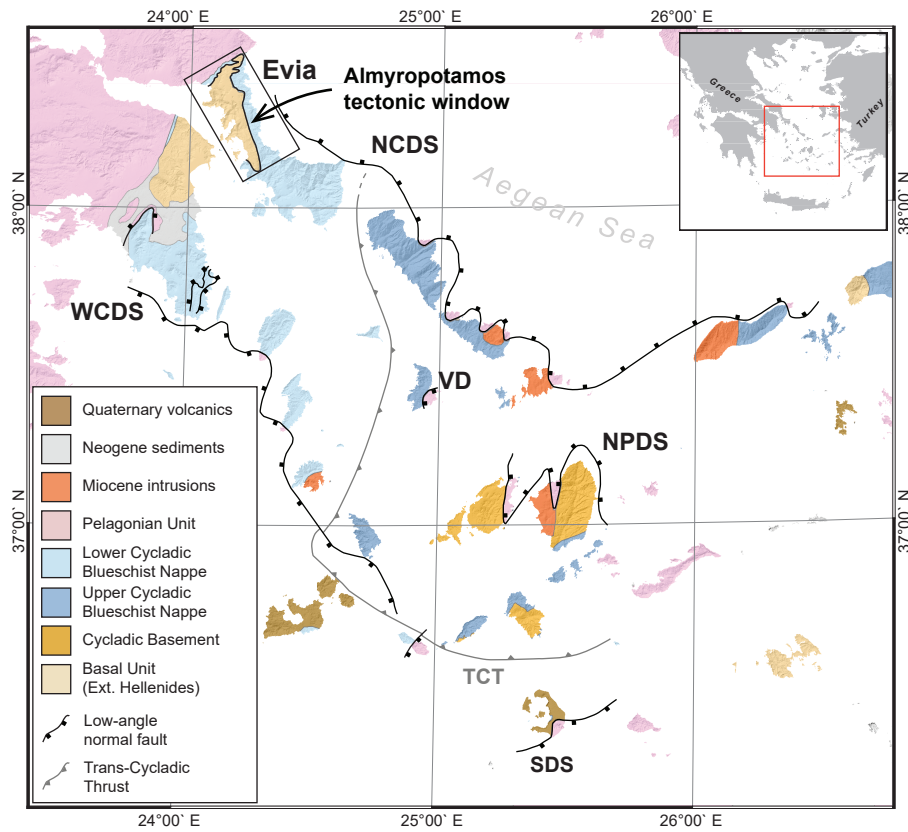 24°00` E
25°00` E
26°00` E
Evia
Almyropotamos
tectonic window
NCDS
Aegean Sea
Greece
Turkey
38°00` N
38°00` N
WCDS
VD
NPDS
37°00` N
37°00` N
TCT
SDS
Quaternary volcanics
Neogene sediments
Miocene intrusions
Pelagonian Unit
Lower Cycladic
Blueschist Nappe
Upper Cycladic
Blueschist Nappe
Cycladic Basement
Basal Unit
(Ext. Hellenides)
Low-angle
normal fault
Trans-Cycladic
Thrust
24°00` E
25°00` E
26°00` E